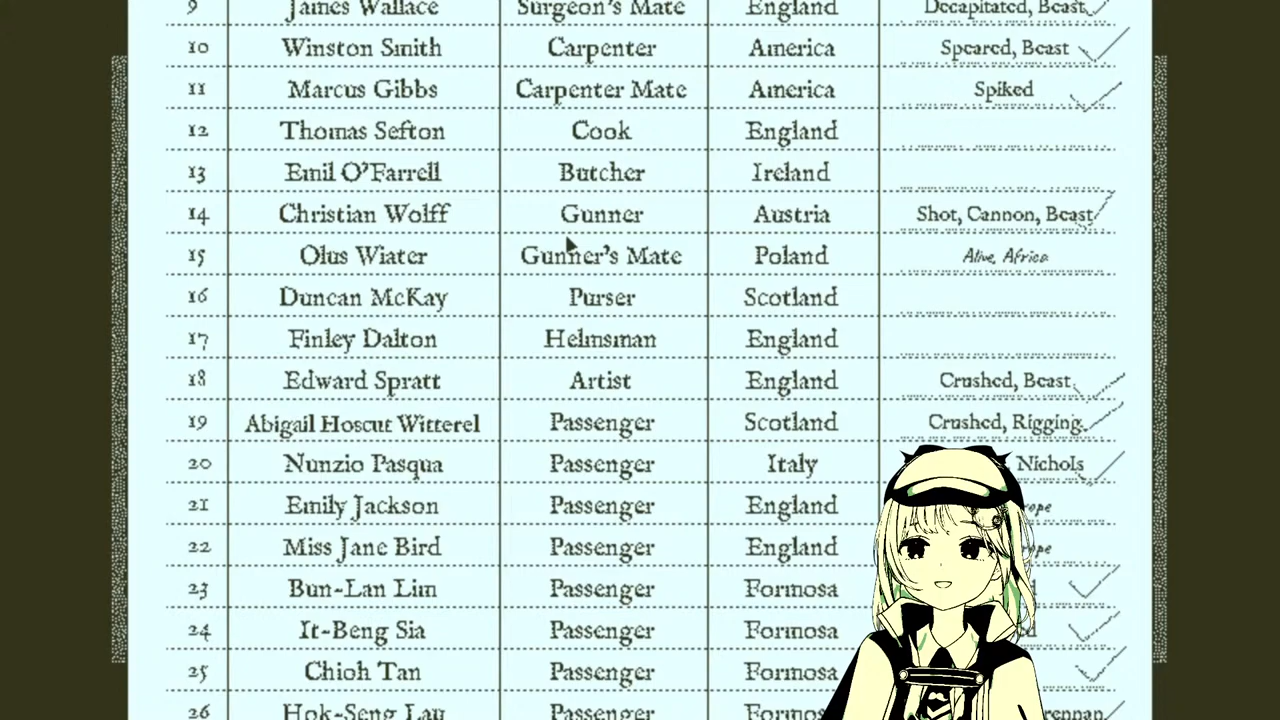 9 James Wallace Surgeon's Mate England Decapitated, Beast
10 Winston Smith Carpenter America Speared, Beast
11 Marcus Gibbs Carpenter Mate America Spiked
12 Thomas Sefton Cook England
13 Emil O'Farrell Butcher Ireland
14 Christian Wolff Gunner Austria Shot, Cannon, Beast
15 Olus Wiater Gunner's Mate Poland Alive, Africa
16 Duncan McKay Purser Scotland
17 Finley Dalton Helmsman England
18 Edward Spratt Artist England Crushed, Beast
19 Abigail Hoscut Witterel Passenger Scotland Crushed, Rigging
20 Nunzio Pasqua Passenger Italy Nichols
21 Emily Jackson Passenger England
22 Miss Jane Bird Passenger England
23 Bun-Lan Lim Passenger Formosa
24 It-Beng Sia Passenger Formosa
25 Chioh Tan Passenger Formosa
26 Hok-Seng Lau Passenger